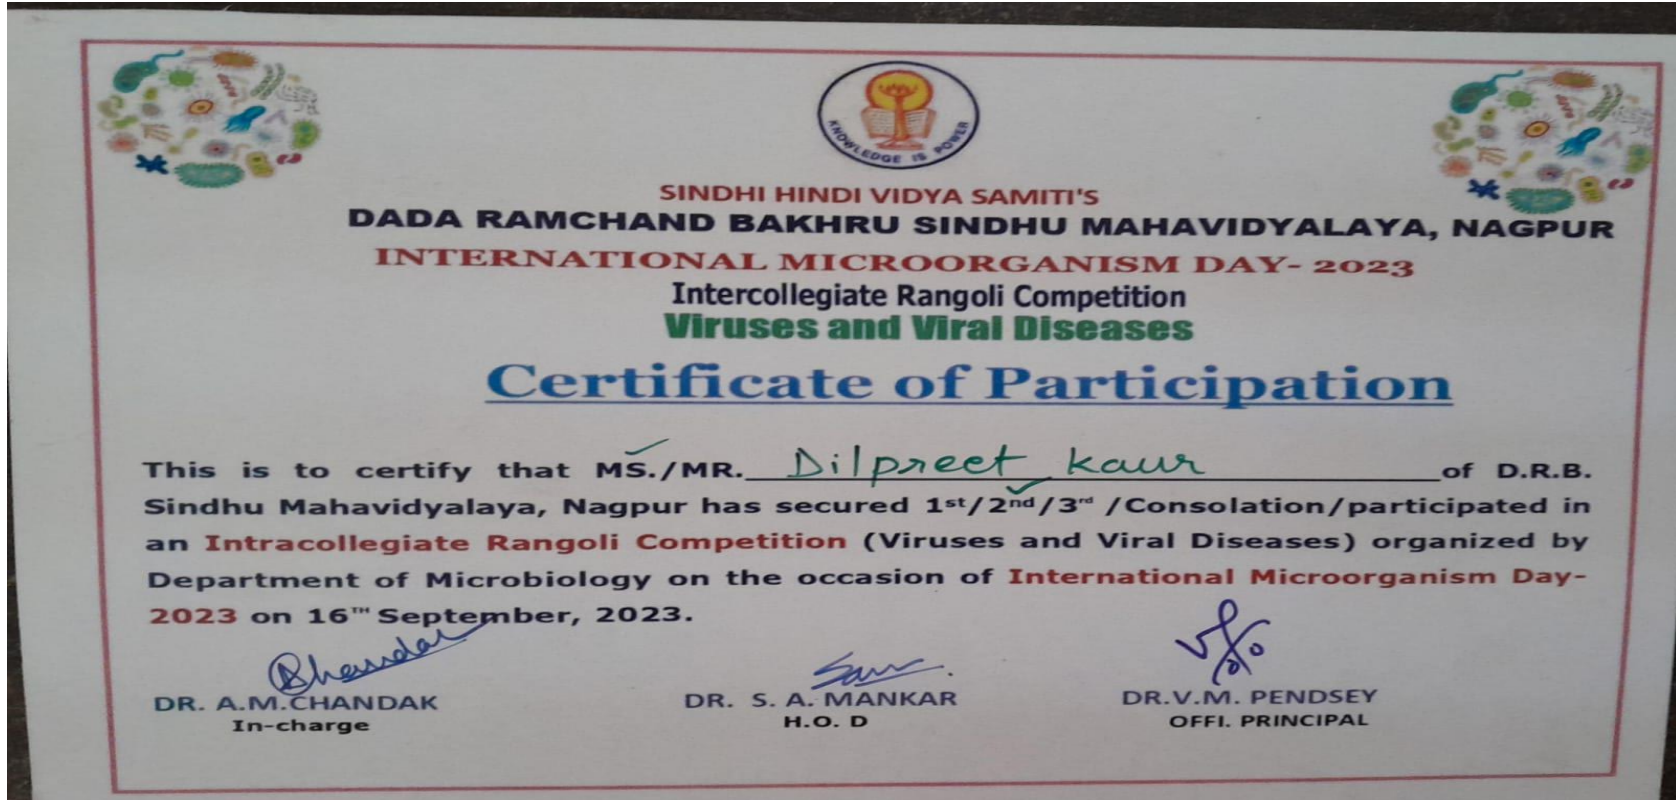 KNOWLEDGE IS POWER
SINDHI HINDI VIDYA SAMITI'S
DADA RAMCHAND BAKHRU SINDHU MAHAVIDYALAYA, NAGPUR
INTERNATIONAL MICROORGANISM DAY- 2023
Intercollegiate Rangoli Competition
Viruses and Viral Diseases
Certificate of Participation
This is to certify that MS./MR. Dilpreet kaur of D.R.B.
Sindhu Mahavidyalaya, Nagpur has secured 1st/2nd/3rd /Consolation/participated in
an Intracollegiate Rangoli Competition (Viruses and Viral Diseases) organized by
Department of Microbiology on the occasion of International Microorganism Day-
2023 on 16TH September, 2023.
Chandak
DR. A.M.CHANDAK DR. S. A. MANKAR DR.V.M. PENDSEY
In-charge H.O. D OFFI. PRINCIPAL